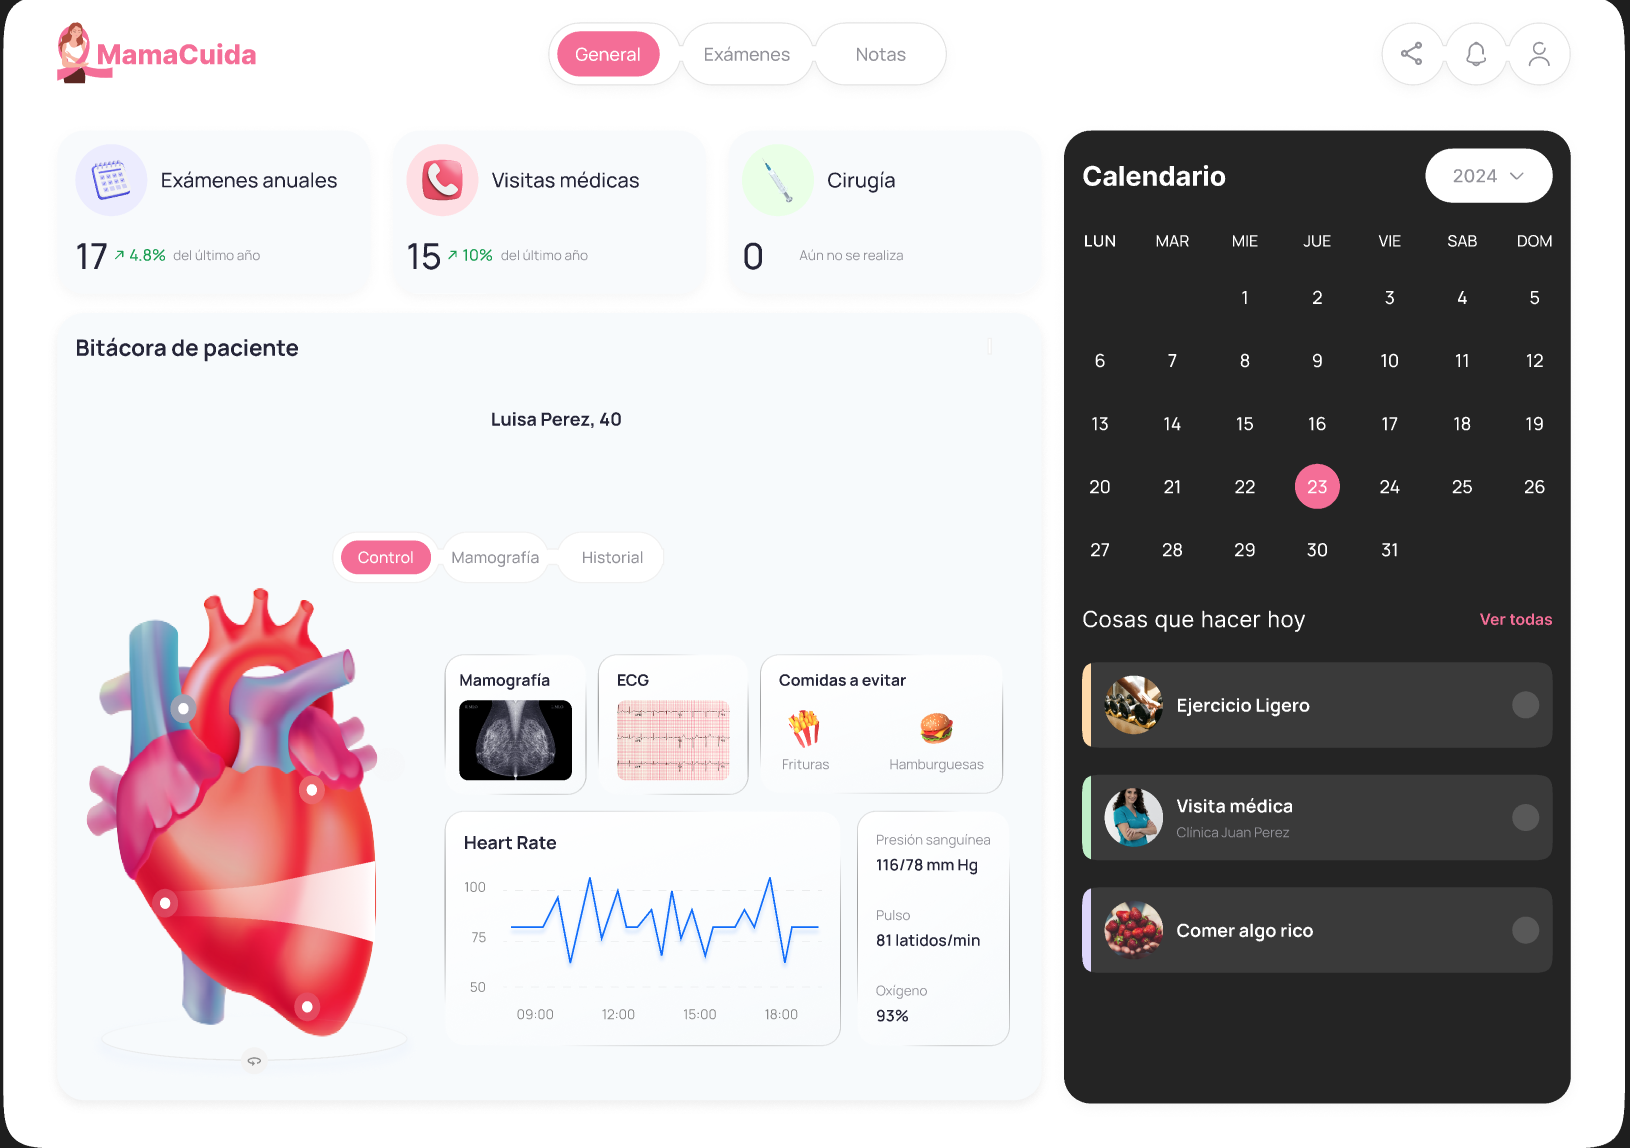 MamaCuida
General
Exámenes
Notas
Exámenes anuales
17 4.8% del último año
Visitas médicas
15 10% del último año
Cirugía
0 Aún no se realiza
Bitácora de paciente
Luisa Perez, 40
Control
Mamografía
Historial
Mamografía
ECG
Comidas a evitar
Frituras
Hamburguesas
Heart Rate
100
75
50
09:00 12:00 15:00 18:00
Presión sanguínea
116/78 mm Hg
Pulso
81 latidos/min
Oxígeno
93%
Calendario
2024
LUN MAR MIE JUE VIE SAB DOM
1 2 3 4 5
6 7 8 9 10 11 12
13 14 15 16 17 18 19
20 21 22 23 24 25 26
27 28 29 30 31
Cosas que hacer hoy
Ver todas
Ejercicio Ligero
Visita médica
Clínica Juan Perez
Comer algo rico